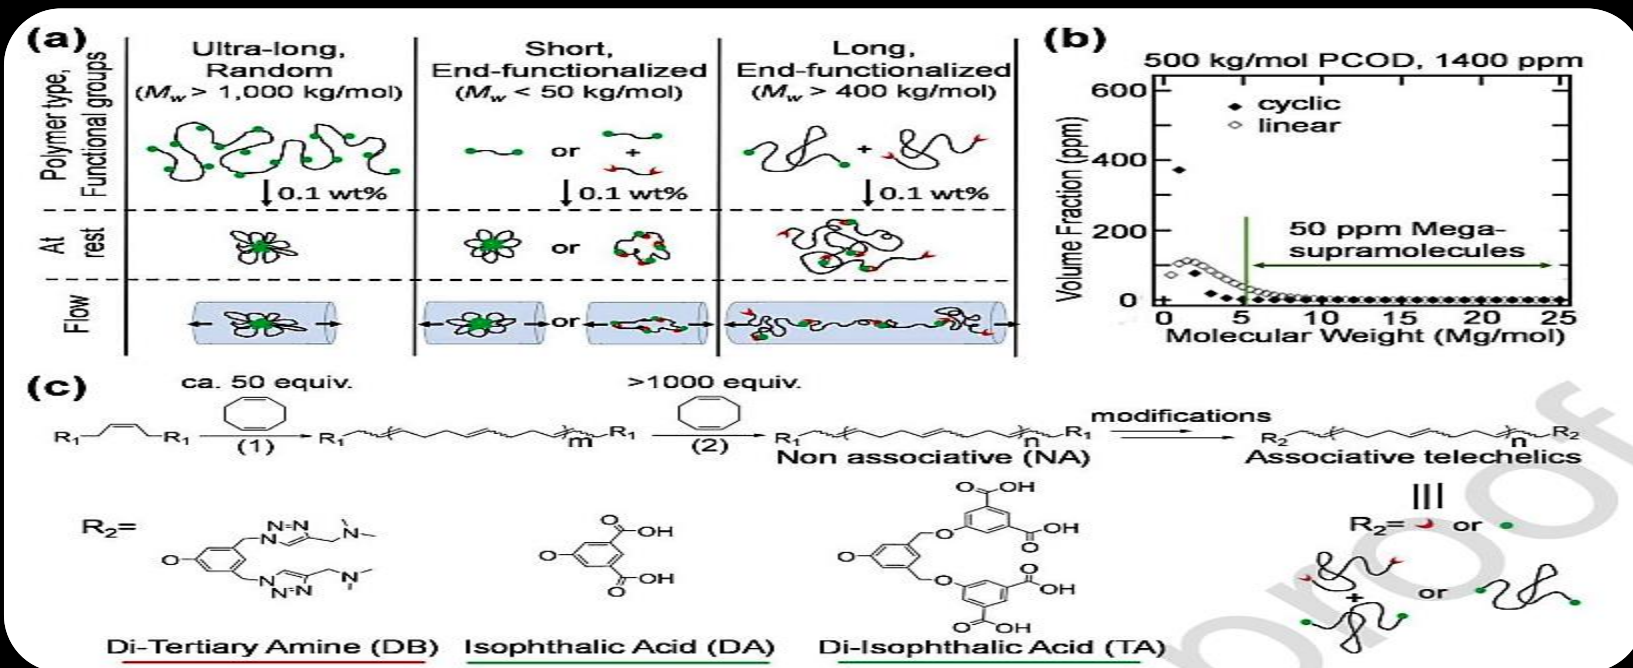 (a)
Polymer type,
Functional groups
Ultra-long,
Random
(Mw > 1,000 kg/mol)
Short,
End-functionalized
(Mw < 50 kg/mol)
Long,
End-functionalized
(Mw > 400 kg/mol)
or
+
+
0.1 wt%
0.1 wt%
0.1 wt%
At
rest
or
Flow
or
(b)
500 kg/mol PCOD, 1400 ppm
Volume Fraction (ppm)
600
400
200
0
cyclic
linear
50 ppm Mega-
supramolecules
0 5 10 15 20 25
Molecular Weight (Mg/mol)
(c)
ca. 50 equiv.
>1000 equiv.
modifications
R1 R1
(1)
R1 m R1
(2)
R1 n R1
R2 n R2
Non associative (NA)
Associative telechelics
R2=
N=N
N
N
N
N
N=N
O
O
OH
O
OH
O
O
OH
O
OH
O
O
O
O
OH
O
OH
O
R2= or
+
or
Di-Tertiary Amine (DB)
Isophthalic Acid (DA)
Di-Isophthalic Acid (TA)
proof